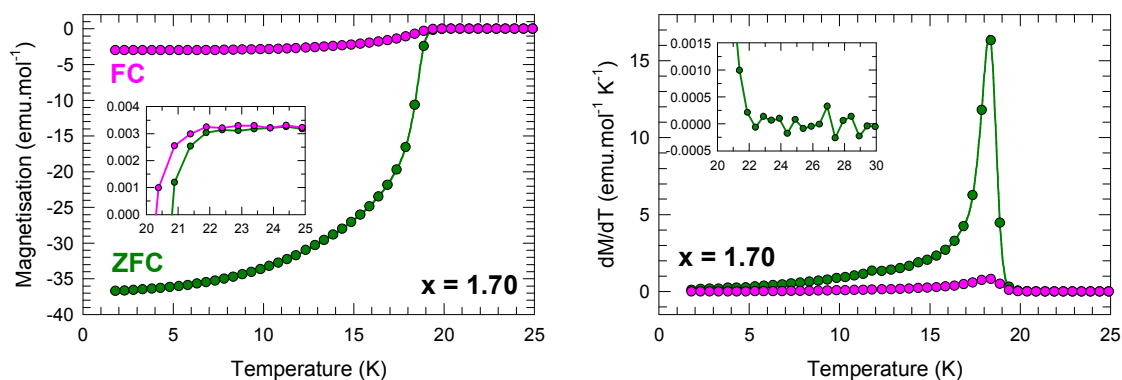 0
-5
-10
-15
-20
-25
-30
-35
-40
Magnetisation (emu.mol⁻¹)
FC
ZFC
x = 1.70
0.004
0.003
0.002
0.001
0.000
20 21 22 23 24 25
0 5 10 15 20 25
Temperature (K)
15
10
5
0
dM/dT (emu.mol⁻¹ K⁻¹)
0.0015
0.0010
0.0005
0.0000
-0.0005
20 22 24 26 28 30
x = 1.70
0 5 10 15 20 25
Temperature (K)